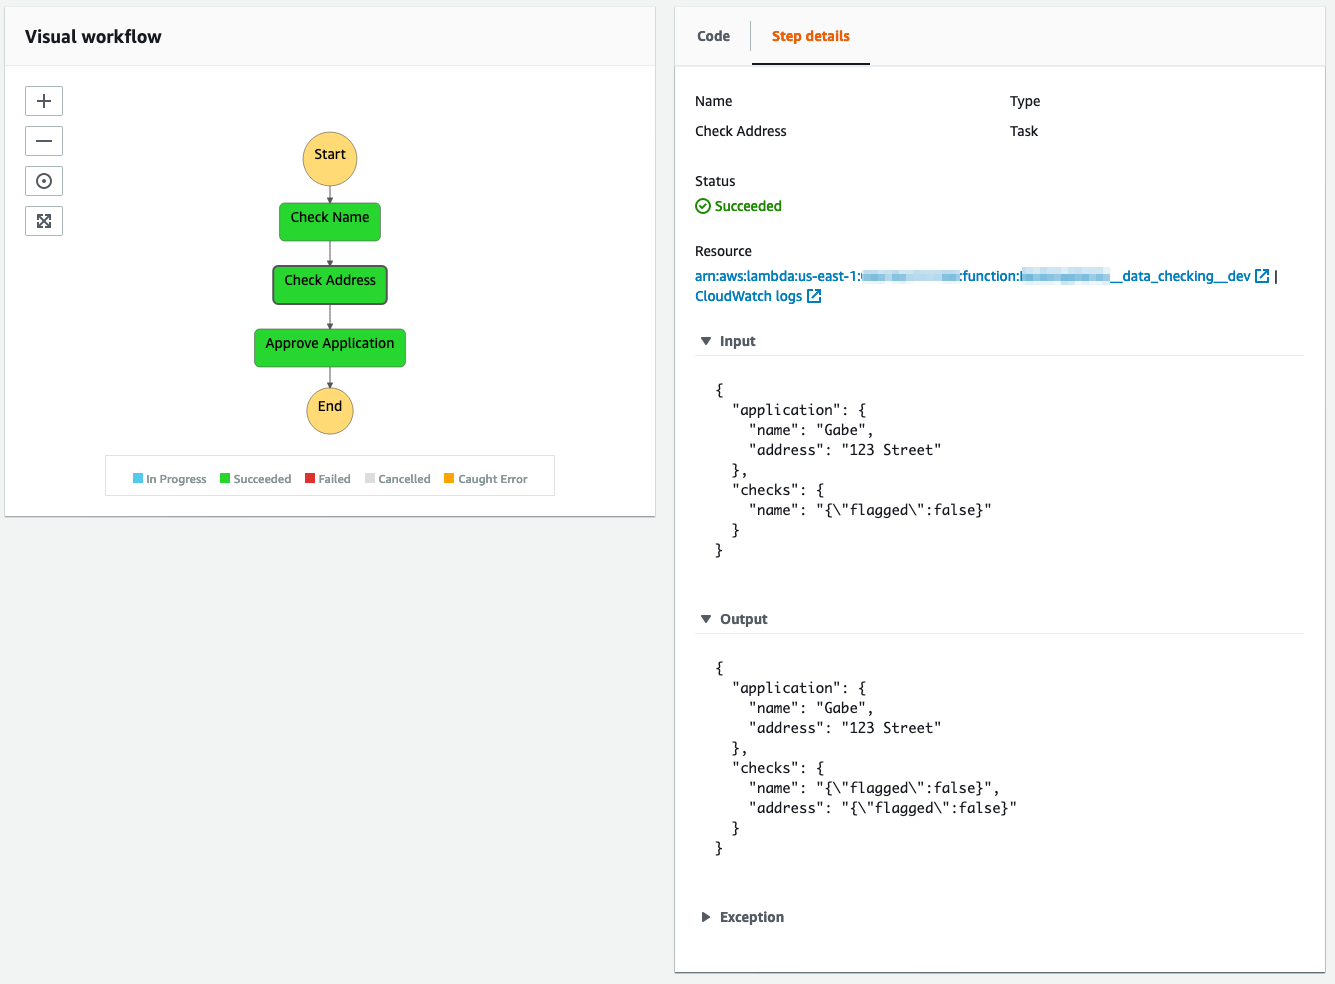 Visual workflow
Start
Check Name
Check Address
Approve Application
End
In Progress Succeeded Failed Cancelled Caught Error
Code Step details
Name Type
Check Address Task
Status
Succeeded
Resource
arn:aws:lambda:us-east-1: :function: __data_checking__dev |
CloudWatch logs
Input
{
"application": {
"name": "Gabe",
"address": "123 Street"
},
"checks": {
"name": "{\"flagged\":false}"
}
}
Output
{
"application": {
"name": "Gabe",
"address": "123 Street"
},
"checks": {
"name": "{\"flagged\":false}",
"address": "{\"flagged\":false}"
}
}
Exception